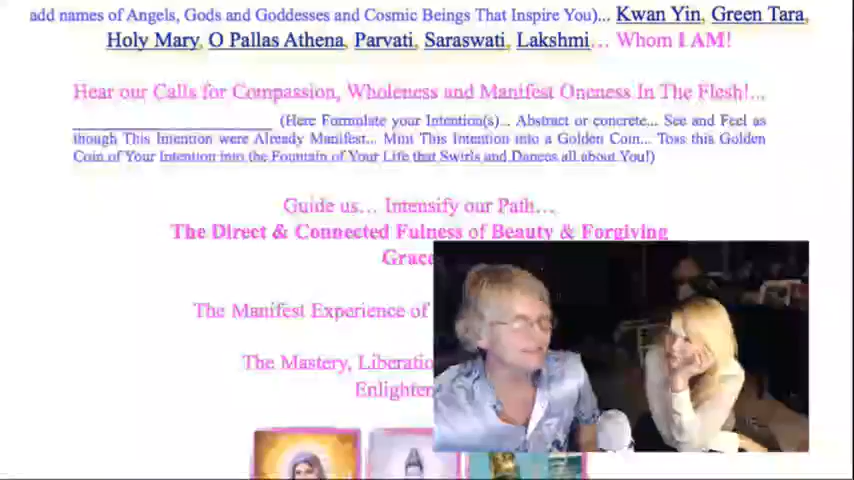 add names of Angels, Gods and Goddesses and Cosmic Beings That Inspire You)... Kwan Yin, Green Tara,
Holy Mary, O Pallas Athena, Parvati, Saraswati, Lakshmi… Whom I AM!
Hear our Calls for Compassion, Wholeness and Manifest Oneness In The Flesh!...
(Here Formulate your Intention(s)... Abstract or concrete... See and Feel as
though This Intention were Already Manifest... Mint This Intention into a Golden Coin... Toss this Golden
Coin of Your Intention into the Fountain of Your Life that Swirls and Dances all about You!)
Guide us… Intensify our Path…
The Direct & Connected Fulness of Beauty & Forgiving
Grace
The Manifest Experience of
The Mastery,